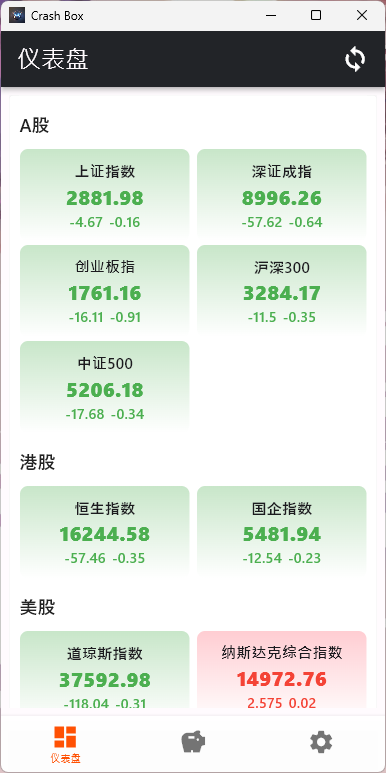 Crash Box
仪表盘
A股
上证指数
2881.98
-4.67 -0.16
深证成指
8996.26
-57.62 -0.64
创业板指
1761.16
-16.11 -0.91
沪深300
3284.17
-11.5 -0.35
中证500
5206.18
-17.68 -0.34
港股
恒生指数
16244.58
-57.46 -0.35
国企指数
5481.94
-12.54 -0.23
美股
道琼斯指数
37592.98
-118.04 -0.31
纳斯达克综合指数
14972.76
2.575 0.02
仪表盘